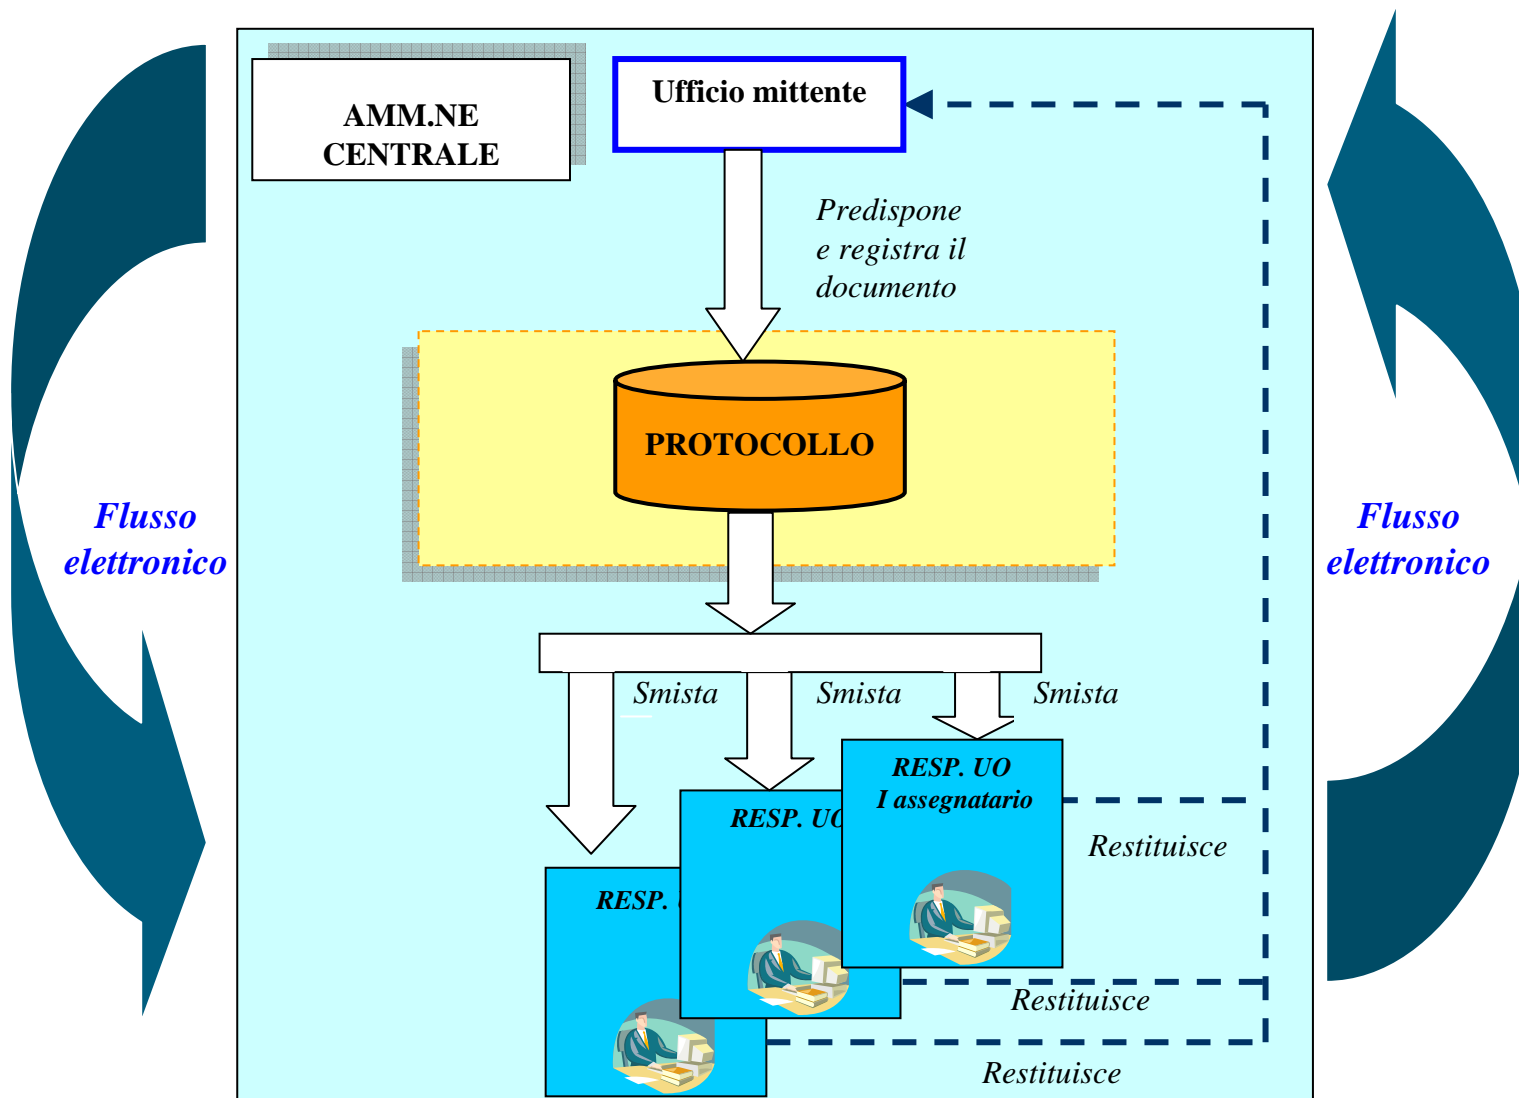 AMM.NE
CENTRALE
Ufficio mittente
Predispone
e registra il
documento
PROTOCOLLO
Flusso
elettronico
Flusso
elettronico
Smista
Smista
Smista
RESP. UO
I assegnatario
RESP. UO
RESP.
Restituisce
Restituisce
Restituisce